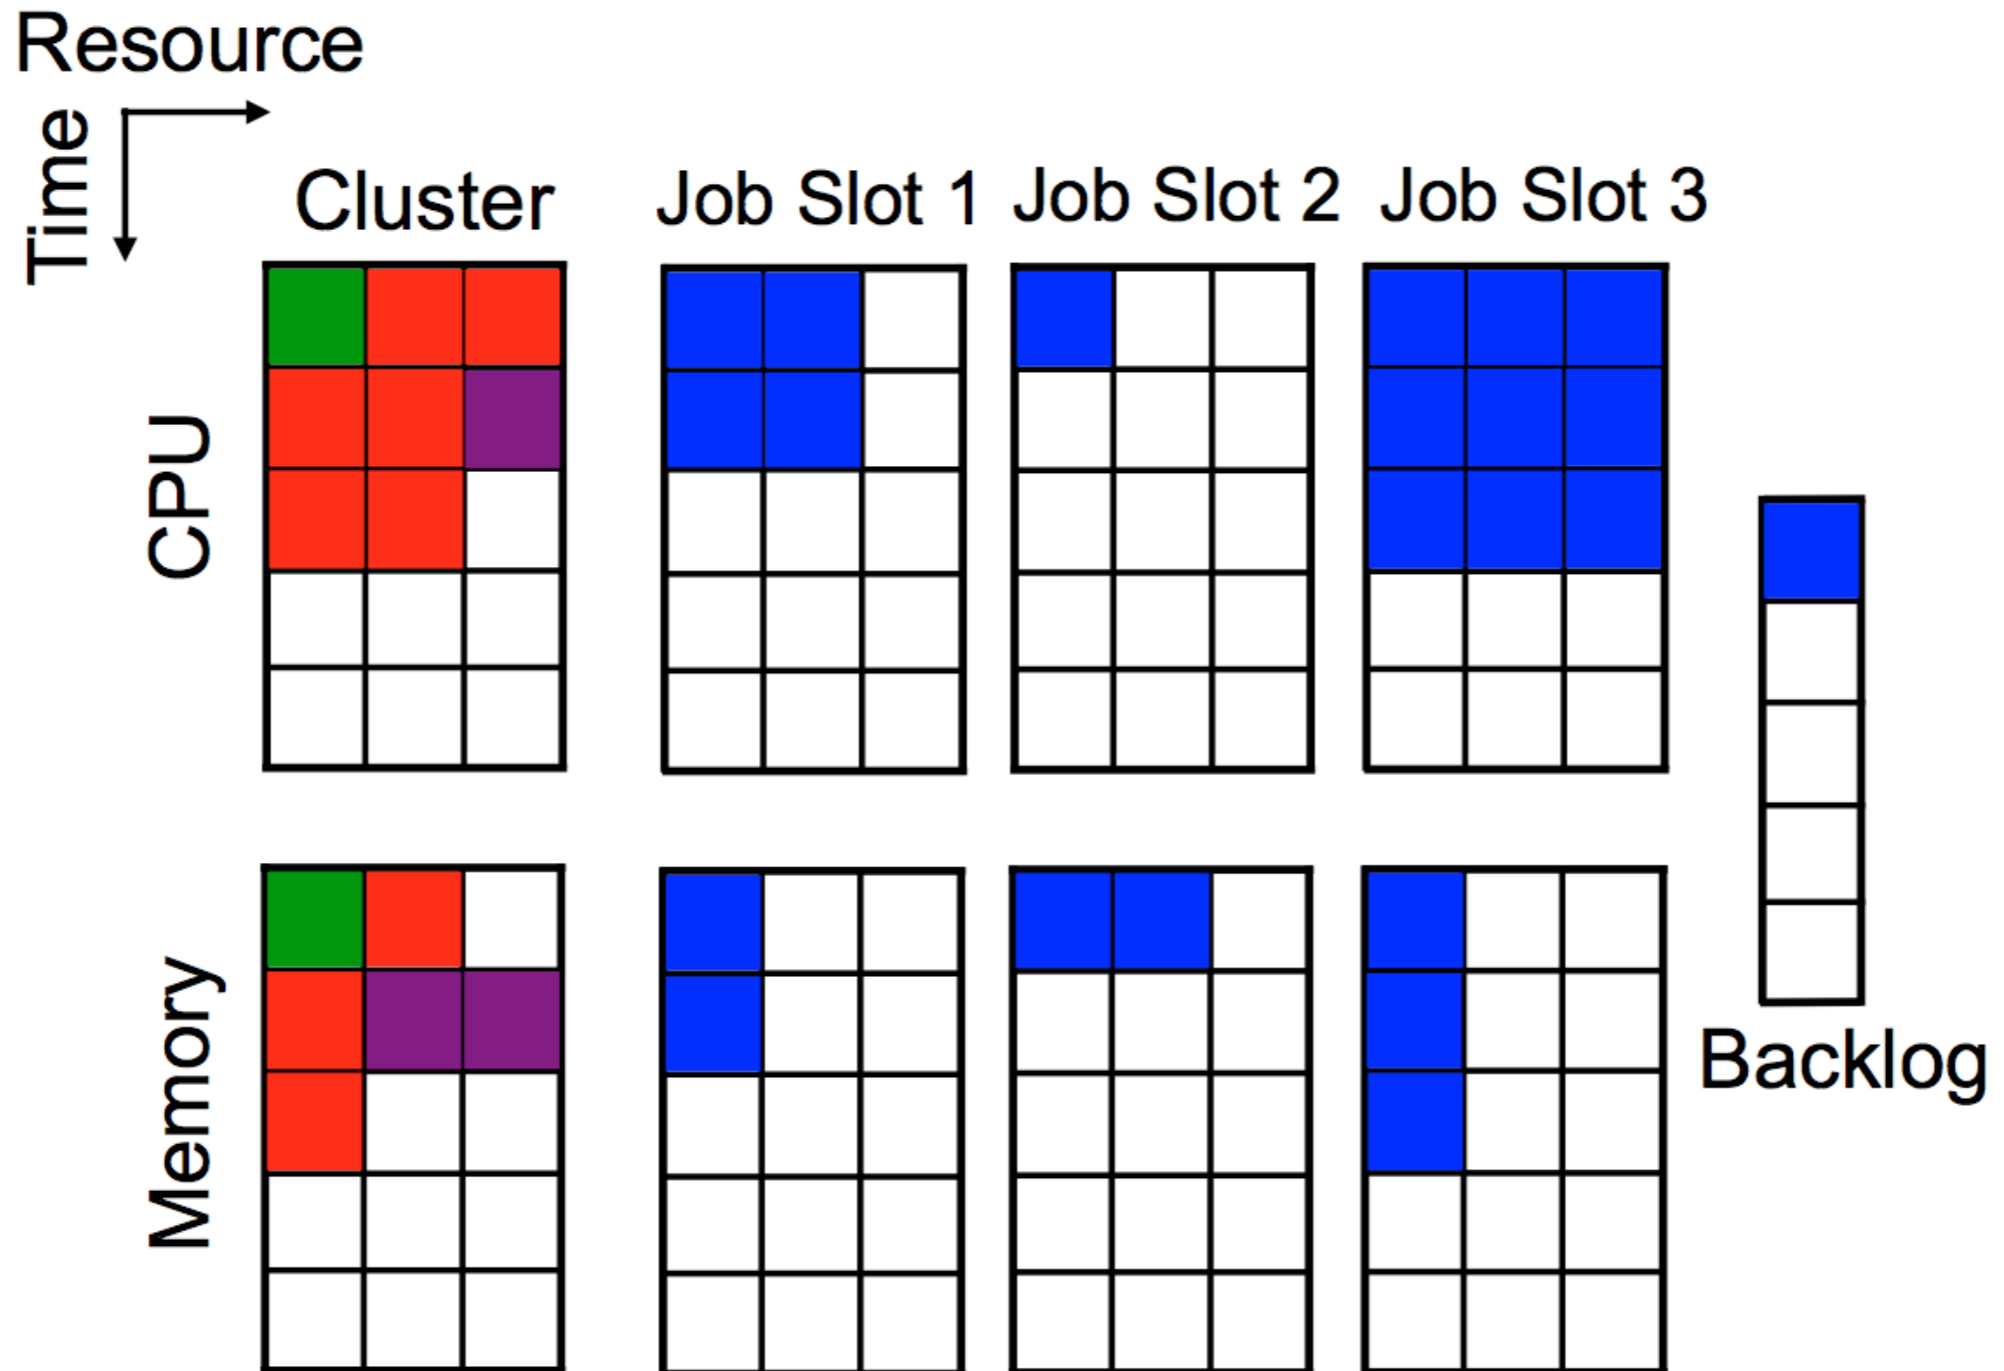 Resource
Time
Cluster
Job Slot 1
Job Slot 2
Job Slot 3
CPU
Memory
Backlog